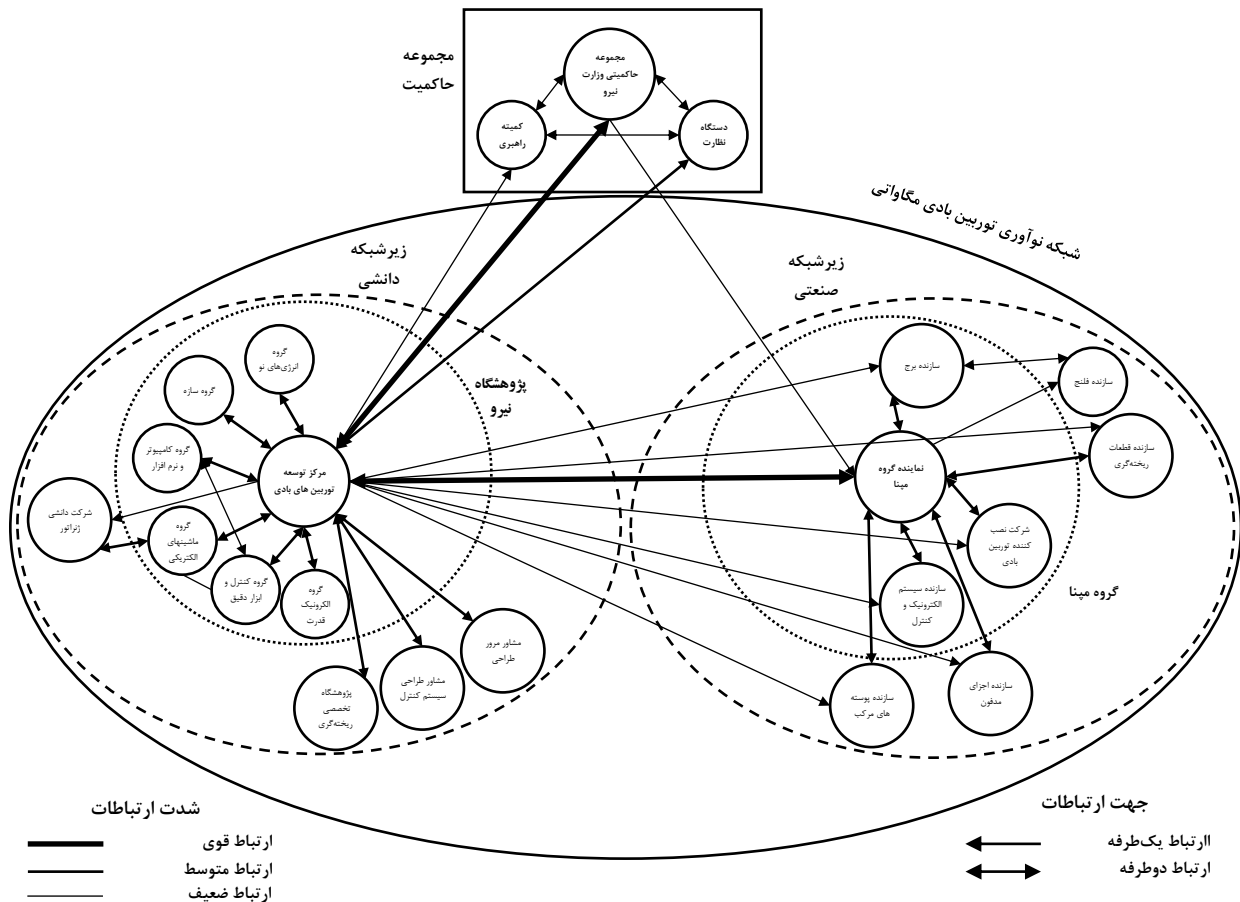 مجموعه
حاکمیت
مجموعه
حاکمیتی وزارت
نیرو
کمیته
راهبری
دستگاه
نظارت
شبکه نوآوری توربین بادی مگاواتی
زیرشبکه
دانشی
زیرشبکه
صنعتی
پژوهشگاه
نیرو
گروه
انرژی‌های نو
گروه سازه
گروه کامپیوتر
و نرم افزار
مرکز توسعه
توربین های بادی
شرکت دانشی
ژنراتور
گروه
ماشینهای
الکتریکی
گروه کنترل و
ابزار دقیق
گروه
الکرونیک
قدرت
مشاور مرور
طراحی
مشاور طراحی
سیستم کنترل
پژوهشگاه
تخصصی
ریخته‌گری
سازنده برج
سازنده فلنج
سازنده قطعات
ریخته‌گری
نماینده گروه
مپنا
شرکت نصب
کننده توربین
بادی
سازنده سیستم
الکترونیک و
کنترل
گروه مپنا
سازنده اجزای
مدفون
سازنده پوسته
های مرکب
شدت ارتباطات
ارتباط قوی
ارتباط متوسط
ارتباط ضعیف
جهت ارتباطات
اارتباط یک‌طرفه
ارتباط دوطرفه